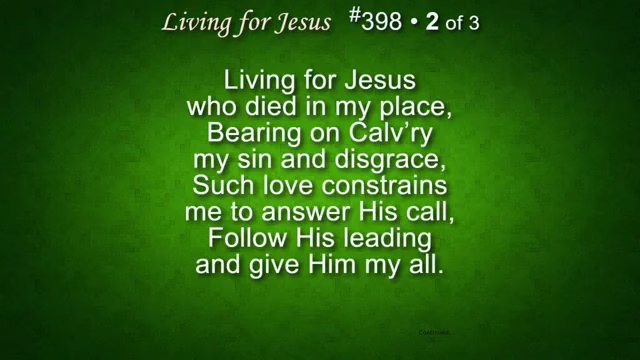 Living for Jesus #398 • 2 of 3
Living for Jesus
who died in my place,
Bearing on Calv’ry
my sin and disgrace,
Such love constrains
me to answer His call,
Follow His leading
and give Him my all.